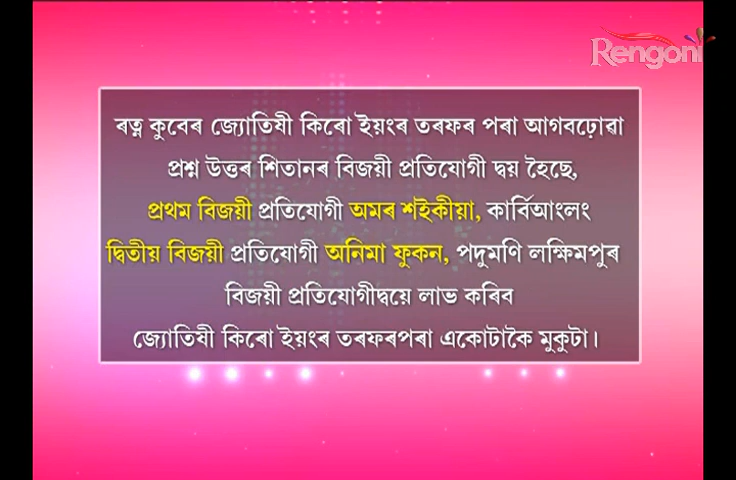 Rengoni
ৰত্ন কুবেৰ জ্যোতিষী কিৰো ইয়ংৰ তৰফৰ পৰা আগবঢ়োৱা
প্ৰশ্ন উত্তৰ শিতানৰ বিজয়ী প্ৰতিযোগী দ্বয় হৈছে,
প্ৰথম বিজয়ী প্ৰতিযোগী অমৰ শইকীয়া, কাৰ্বিআংলং
দ্বিতীয় বিজয়ী প্ৰতিযোগী অনিমা ফুকন, পদুমণি লক্ষিমপুৰ
বিজয়ী প্ৰতিযোগীদ্বয়ে লাভ কৰিব
জ্যোতিষী কিৰো ইয়ংৰ তৰফৰপৰা একোটাকৈ মুকুটা।